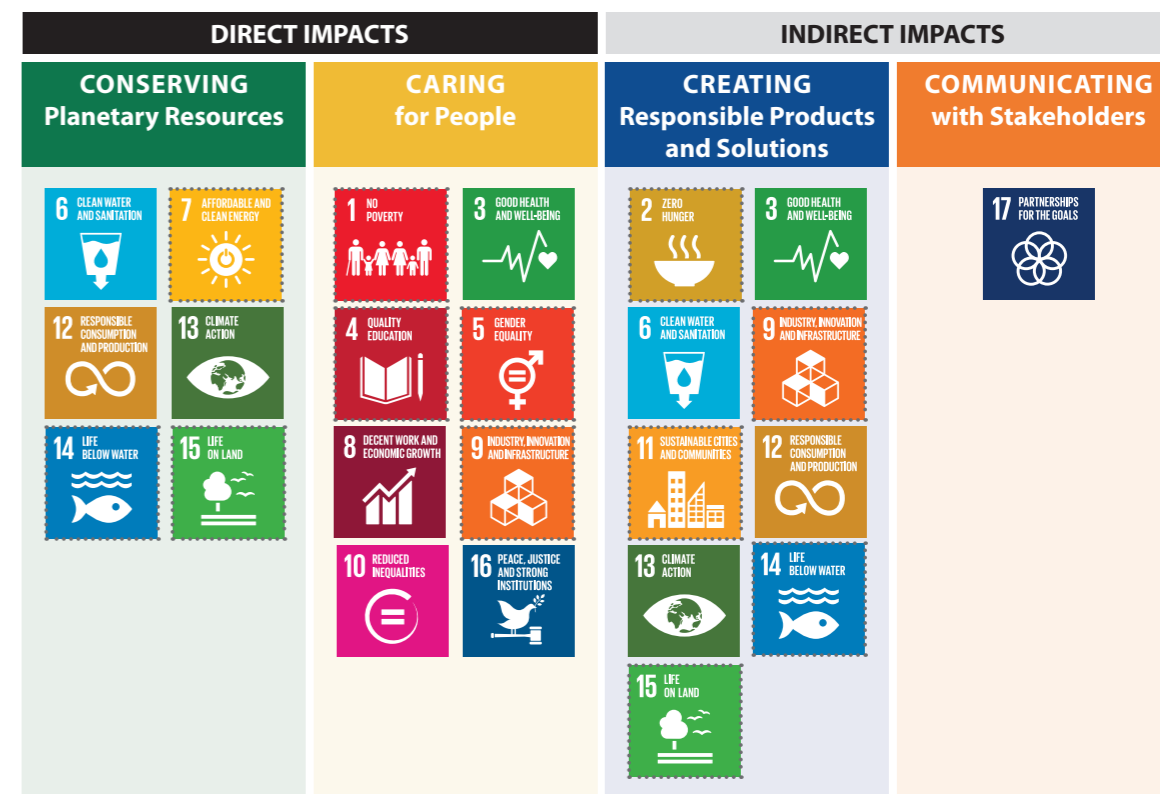 DIRECT IMPACTS
INDIRECT IMPACTS
CONSERVING
Planetary Resources
CARING
for People
CREATING
Responsible Products
and Solutions
COMMUNICATING
with Stakeholders
6 CLEAN WATER
AND SANITATION
7 AFFORDABLE AND
CLEAN ENERGY
12 RESPONSIBLE
CONSUMPTION
AND PRODUCTION
13 CLIMATE
ACTION
14 LIFE
BELOW WATER
15 LIFE
ON LAND
1 NO
POVERTY
3 GOOD HEALTH
AND WELL-BEING
4 QUALITY
EDUCATION
5 GENDER
EQUALITY
8 DECENT WORK AND
ECONOMIC GROWTH
9 INDUSTRY, INNOVATION
AND INFRASTRUCTURE
10 REDUCED
INEQUALITIES
16 PEACE, JUSTICE
AND STRONG
INSTITUTIONS
2 ZERO
HUNGER
3 GOOD HEALTH
AND WELL-BEING
6 CLEAN WATER
AND SANITATION
9 INDUSTRY, INNOVATION
AND INFRASTRUCTURE
11 SUSTAINABLE CITIES
AND COMMUNITIES
12 RESPONSIBLE
CONSUMPTION
AND PRODUCTION
13 CLIMATE
ACTION
14 LIFE
BELOW WATER
15 LIFE
ON LAND
17 PARTNERSHIPS
FOR THE GOALS